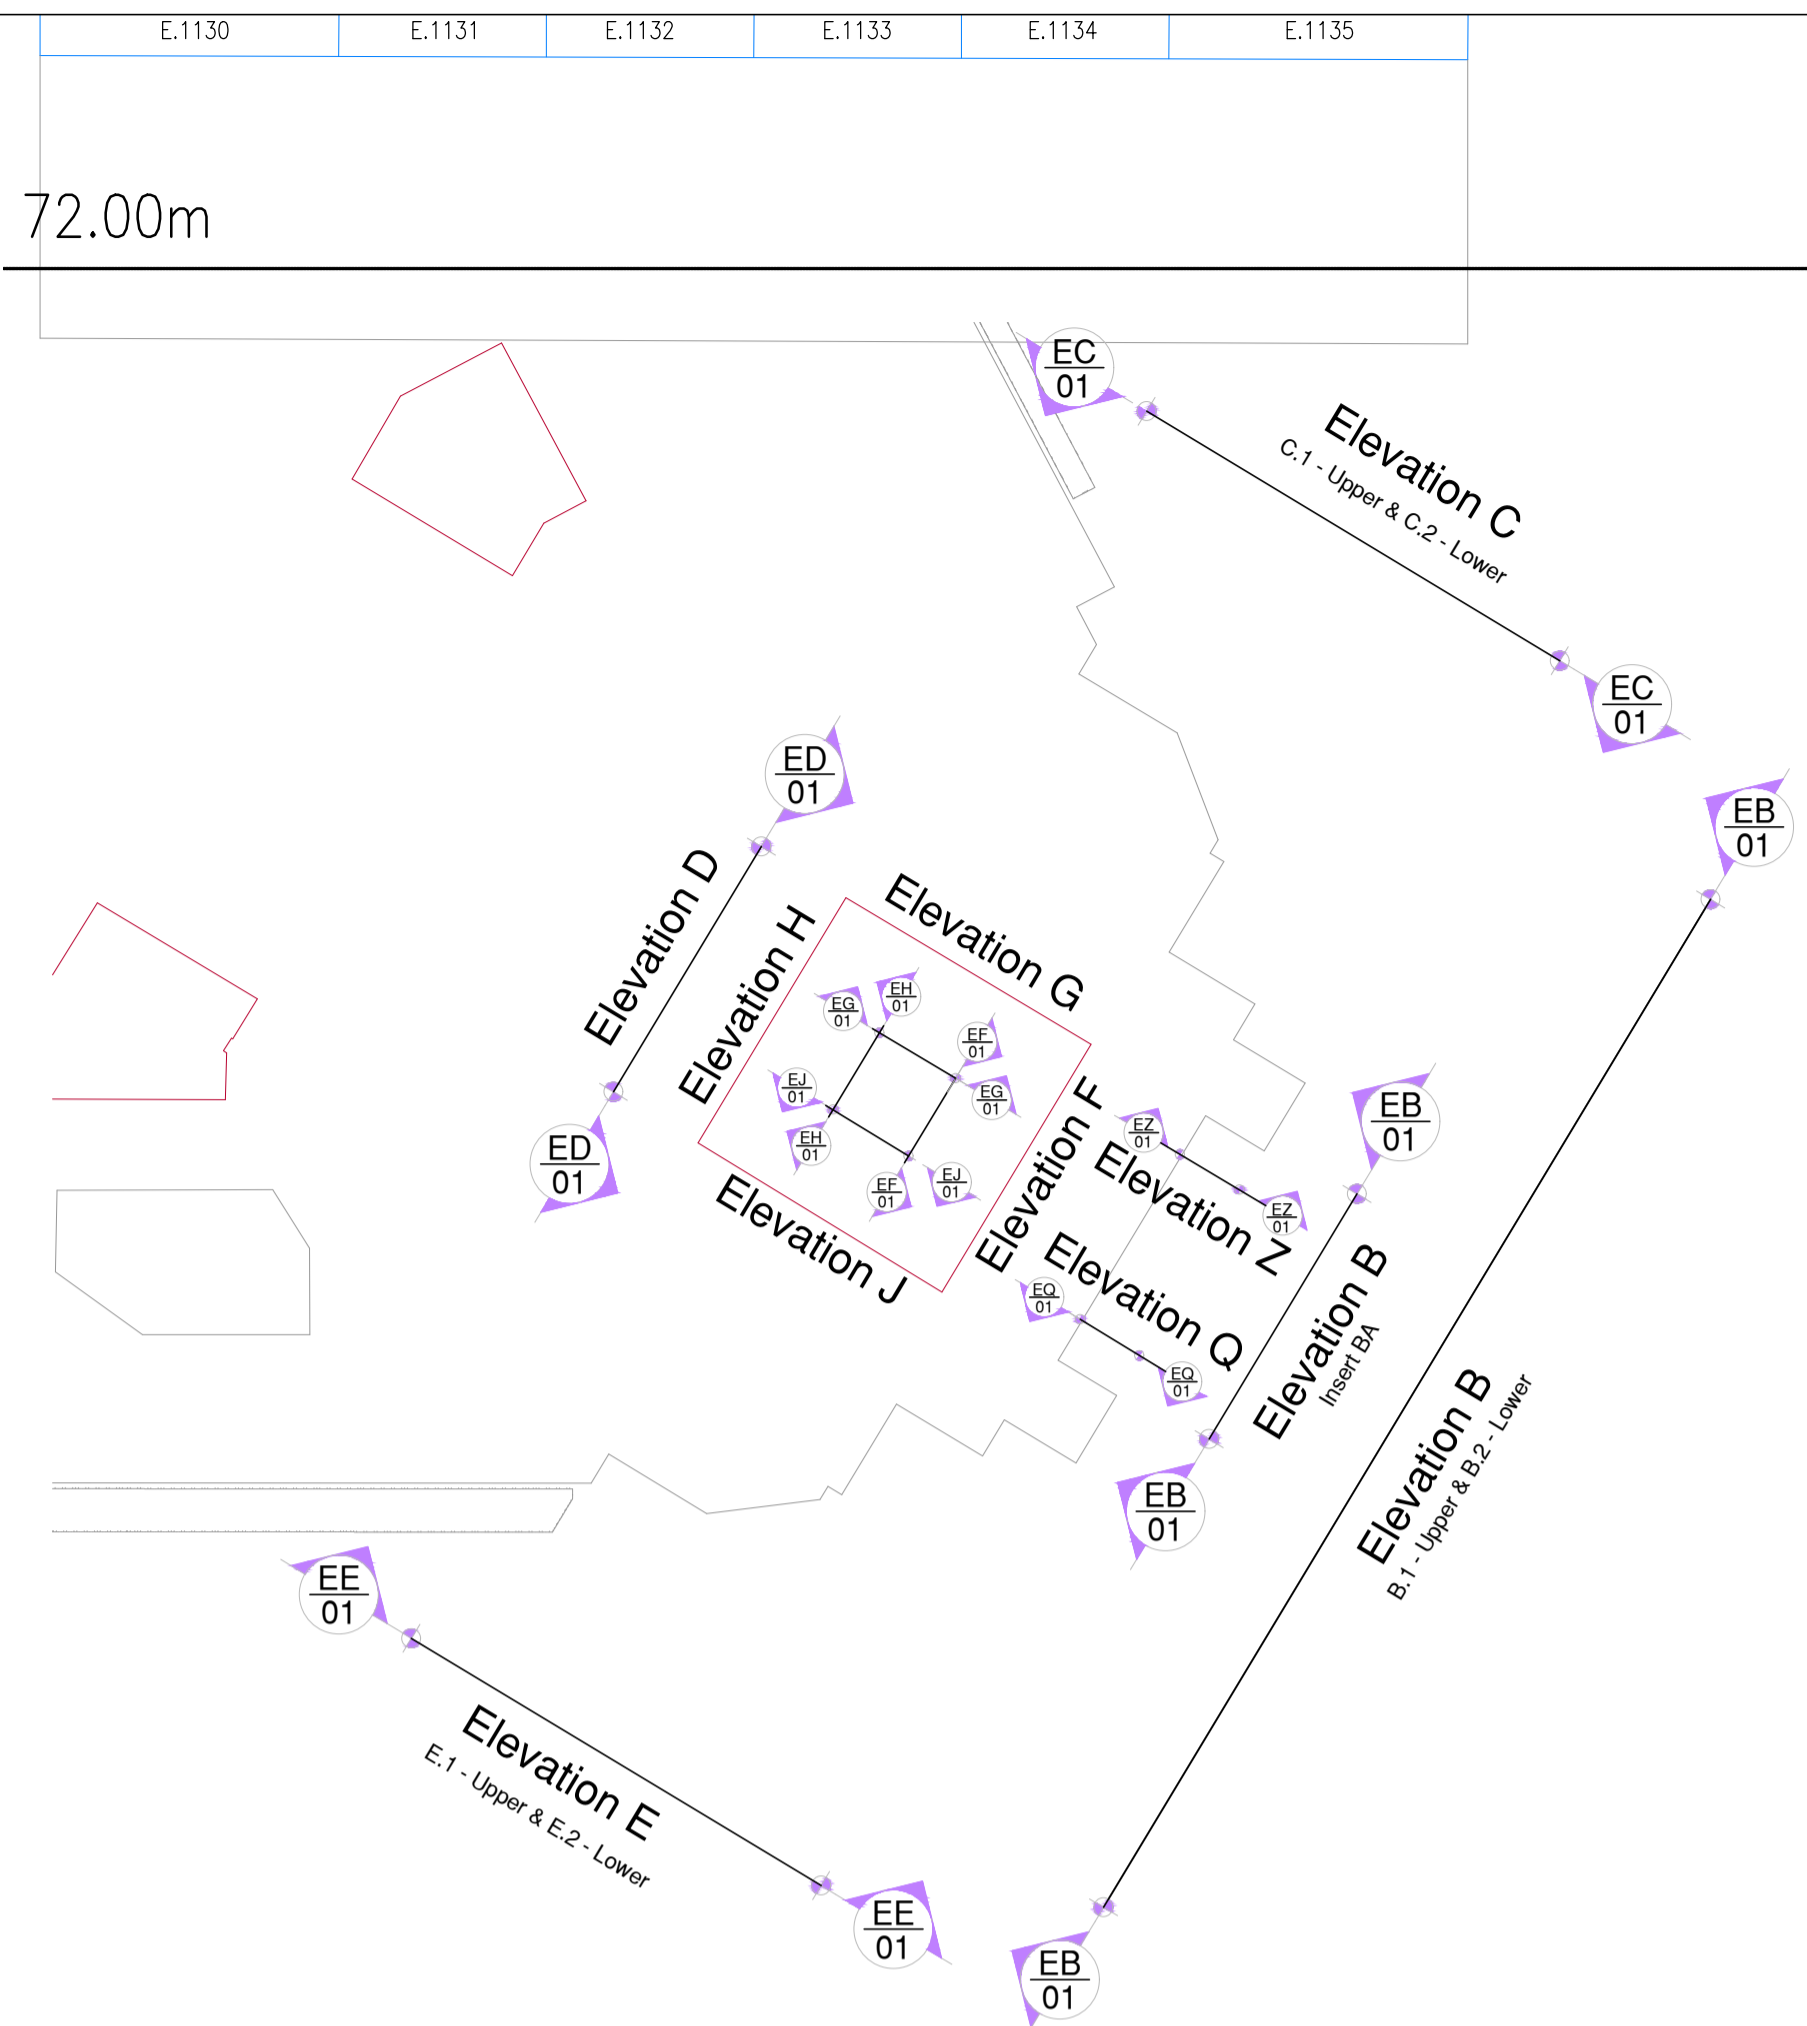 E.1130 E.1131 E.1132 E.1133 E.1134 E.1135
72.00m
EC
01
Elevation C
C.1 - Upper & C.2 - Lower
EC
01
ED
01
Elevation D
ED
01
EB
01
Elevation H
Elevation G
EG
01
EH
01
EF
01
EJ
01
EG
01
EH
01
EF
01
EJ
01
Elevation F
Elevation J
EZ
01
Elevation Z
EZ
01
EQ
01
Elevation Q
EQ
01
EB
01
Elevation B
Insert BA
EB
01
Elevation B
B.1 - Upper & B.2 - Lower
EE
01
Elevation E
E.1 - Upper & E.2 - Lower
EE
01
EB
01